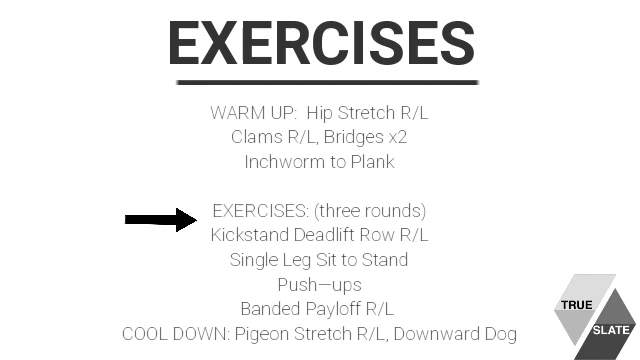 EXERCISES
WARM UP: Hip Stretch R/L
Clams R/L, Bridges x2
Inchworm to Plank
EXERCISES: (three rounds)
Kickstand Deadlift Row R/L
Single Leg Sit to Stand
Push—ups
Banded Payloff R/L
COOL DOWN: Pigeon Stretch R/L, Downward Dog
TRUE
SLATE